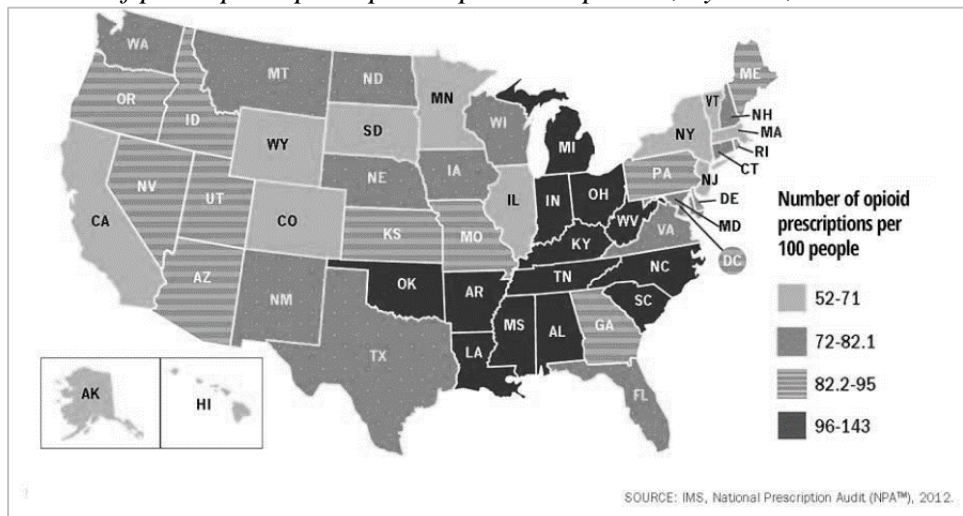 WA
MT
ND
MN
ME
OR
ID
SD
WI
VT
NH
WY
MI
NY
MA
RI
CT
NV
NE
IA
PA
NJ
UT
IL
IN
OH
DE
CA
CO
KS
MO
WV
VA
MD
KY
DC
AZ
NM
OK
AR
TN
NC
SC
MS
AL
GA
TX
LA
FL
AK
HI
Number of opioid
prescriptions per
100 people
52-71
72-82.1
82.2-95
96-143
SOURCE: IMS, National Prescription Audit (NPA™), 2012.